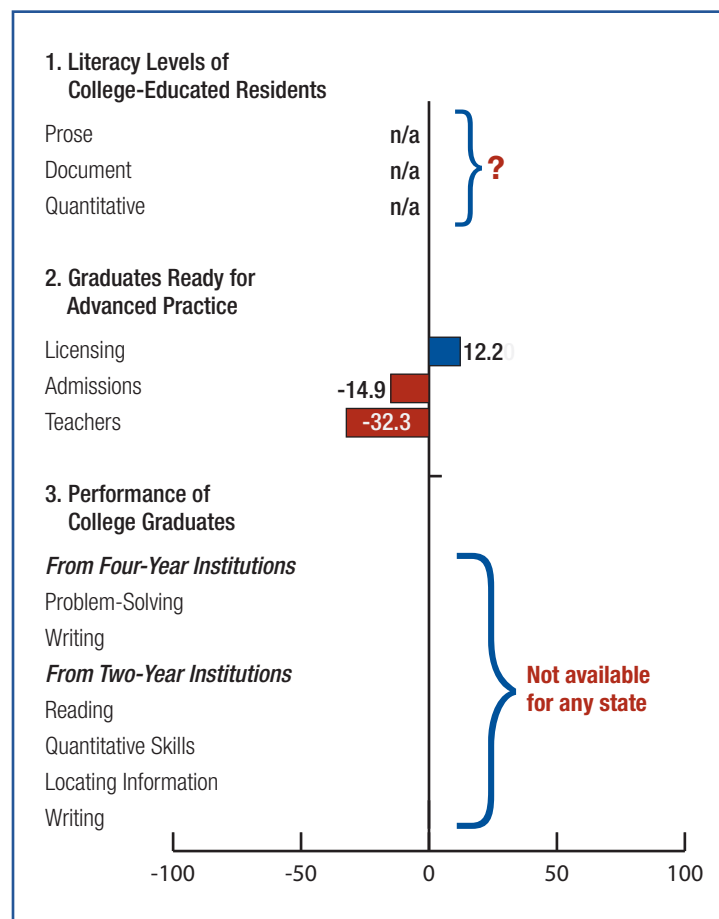 1. Literacy Levels of
College-Educated Residents
Prose n/a
Document n/a
Quantitative n/a
?
2. Graduates Ready for
Advanced Practice
Licensing 12.20
Admissions -14.9
Teachers -32.3
3. Performance of
College Graduates
From Four-Year Institutions
Problem-Solving
Writing
From Two-Year Institutions
Reading
Quantitative Skills
Locating Information
Writing
Not available
for any state
-100 -50 0 50 100